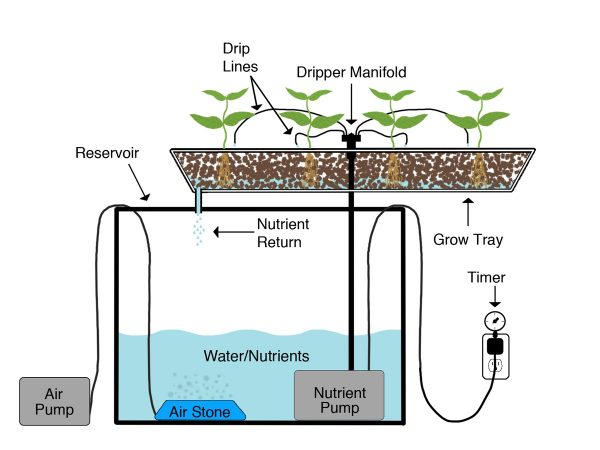 Drip
Lines
Dripper Manifold
Reservoir
Nutrient
Return
Grow Tray
Timer
Water/Nutrients
Air
Pump
Air Stone
Nutrient
Pump